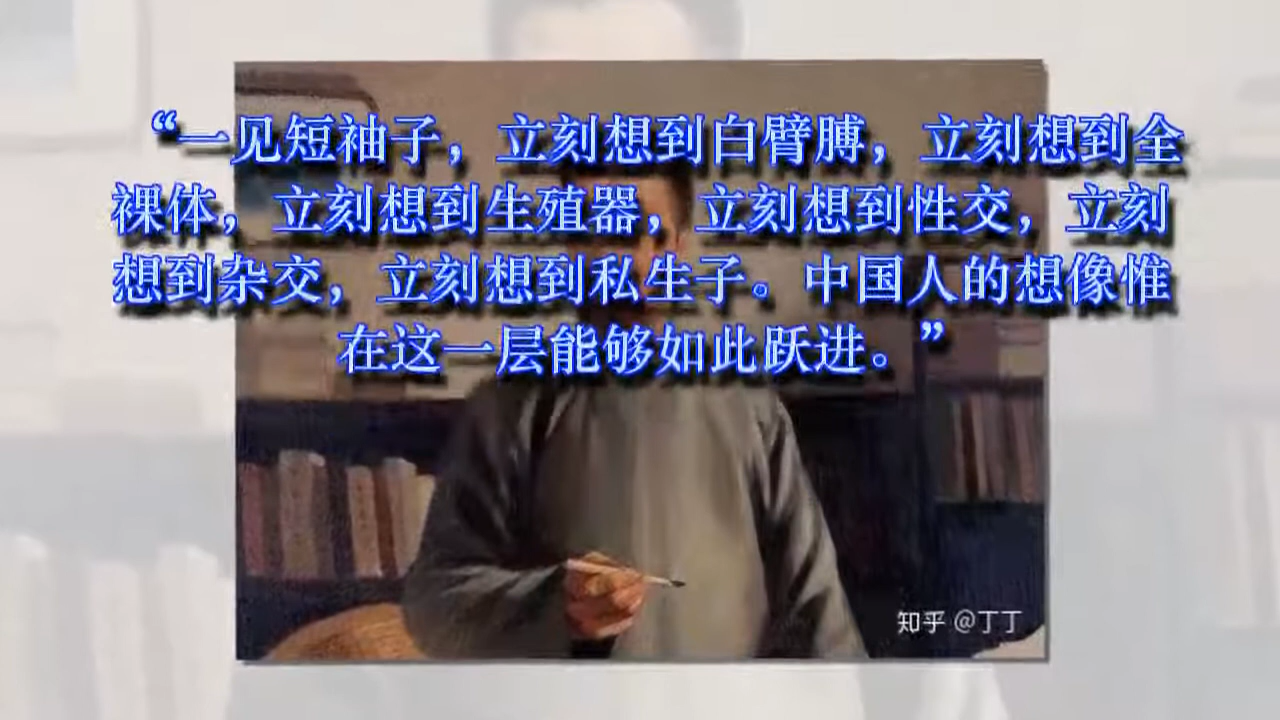 “一见短袖子，立刻想到白臂膊，立刻想到全
裸体，立刻想到生殖器，立刻想到性交，立刻
想到杂交，立刻想到私生子。中国人的想像惟
在这一层能够如此跃进。”
知乎 @丁丁